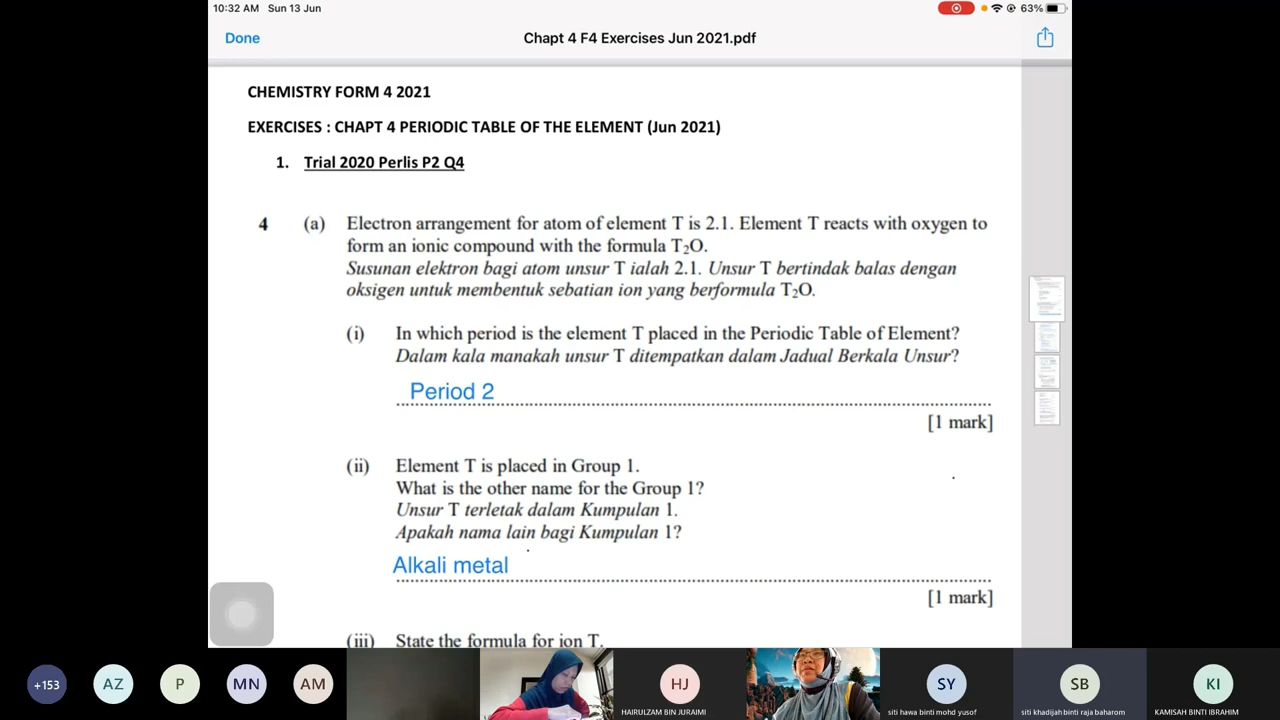 10:32 AM Sun 13 Jun 63%
Done Chapt 4 F4 Exercises Jun 2021.pdf
CHEMISTRY FORM 4 2021
EXERCISES : CHAPT 4 PERIODIC TABLE OF THE ELEMENT (Jun 2021)
1. Trial 2020 Perlis P2 Q4
4 (a) Electron arrangement for atom of element T is 2.1. Element T reacts with oxygen to
form an ionic compound with the formula T₂O.
Susunan elektron bagi atom unsur T ialah 2.1. Unsur T bertindak balas dengan
oksigen untuk membentuk sebatian ion yang berformula T₂O.
(i) In which period is the element T placed in the Periodic Table of Element?
Dalam kala manakah unsur T ditempatkan dalam Jadual Berkala Unsur?
Period 2
[1 mark]
(ii) Element T is placed in Group 1.
What is the other name for the Group 1?
Unsur T terletak dalam Kumpulan 1.
Apakah nama lain bagi Kumpulan 1?
Alkali metal
[1 mark]
(iii) State the formula for ion T.
+153 AZ P MN AM HJ SY SB KI
HAIRULZAM BIN JURAIMI siti hawa binti mohd yusof siti khadijah binti raja baharom KAMISAH BINTI IBRAHIM